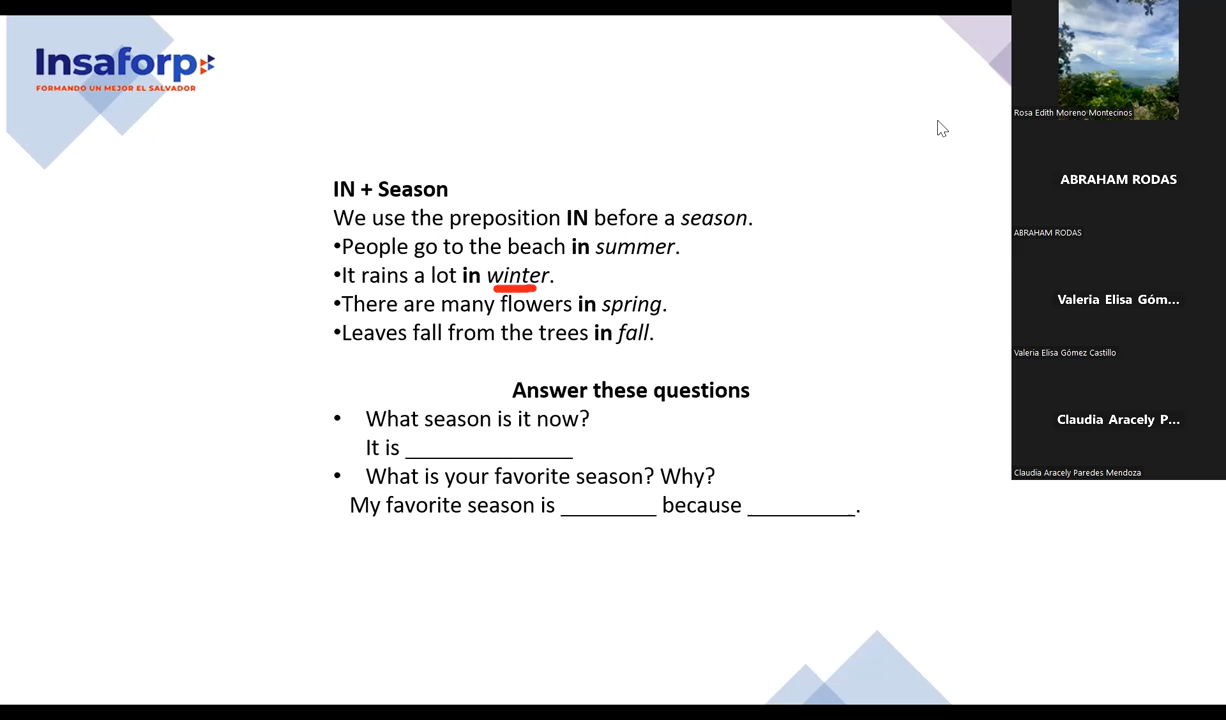 Insaforp
FORMANDO UN MEJOR EL SALVADOR
IN + Season
We use the preposition IN before a season.
•People go to the beach in summer.
•It rains a lot in winter.
•There are many flowers in spring.
•Leaves fall from the trees in fall.
Answer these questions
• What season is it now?
It is _______________
• What is your favorite season? Why?
My favorite season is ________ because _________.
Rosa Edith Moreno Montecinos
ABRAHAM RODAS
ABRAHAM RODAS
Valeria Elisa Góm...
Valeria Elisa Gómez Castillo
Claudia Aracely P...
Claudia Aracely Paredes Mendoza